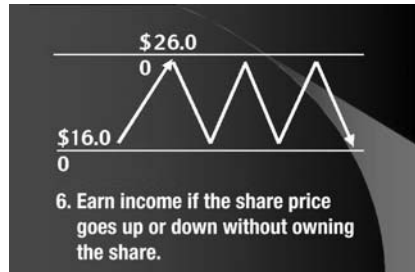 $26.0
0
$16.0
0
6. Earn income if the share price
goes up or down without owning
the share.